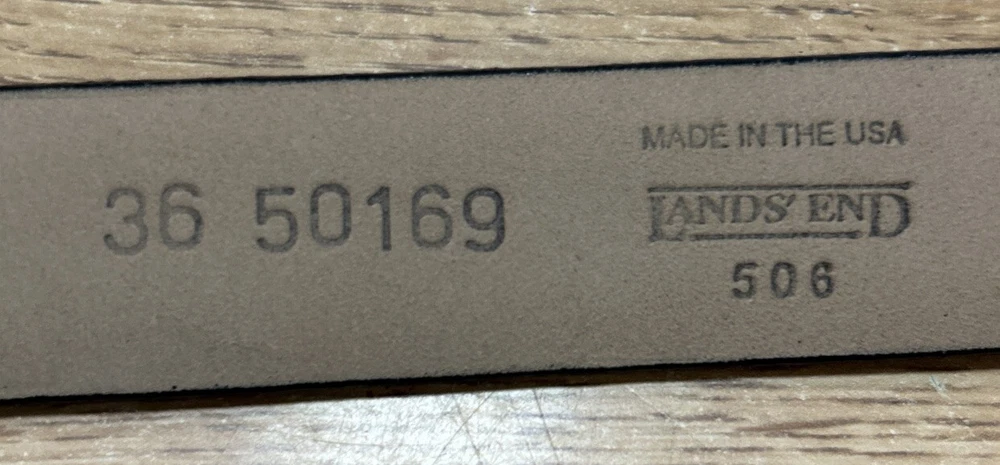 36 50169
MADE IN THE USA
LANDS' END
506